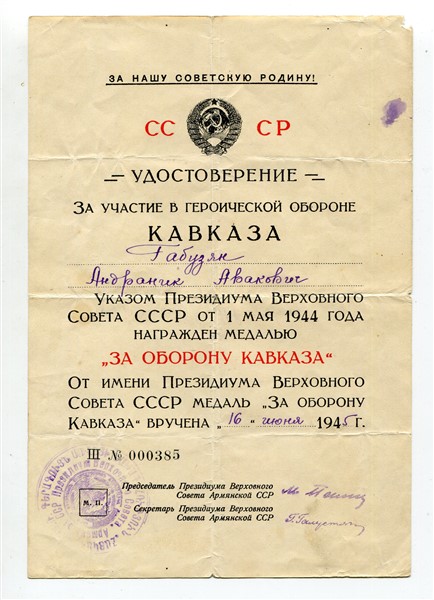 ЗА НАШУ СОВЕТСКУЮ РОДИНУ!
СС СР
УДОСТОВЕРЕНИЕ
ЗА УЧАСТИЕ В ГЕРОИЧЕСКОЙ ОБОРОНЕ
КАВКАЗА
Габузян
Андраник Авакович
УКАЗОМ ПРЕЗИДИУМА ВЕРХОВНОГО
СОВЕТА СССР ОТ 1 МАЯ 1944 ГОДА
НАГРАЖДЕН МЕДАЛЬЮ
„ЗА ОБОРОНУ КАВКАЗА“
ОТ ИМЕНИ ПРЕЗИДИУМА ВЕРХОВНОГО
СОВЕТА СССР МЕДАЛЬ „ЗА ОБОРОНУ
КАВКАЗА“ ВРУЧЕНА „16“ июня 1945 г.
Ш № 000385
М. П.
Председатель Президиума Верховного
Совета Армянской ССР
Секретарь Президиума Верховного
Совета Армянской ССР